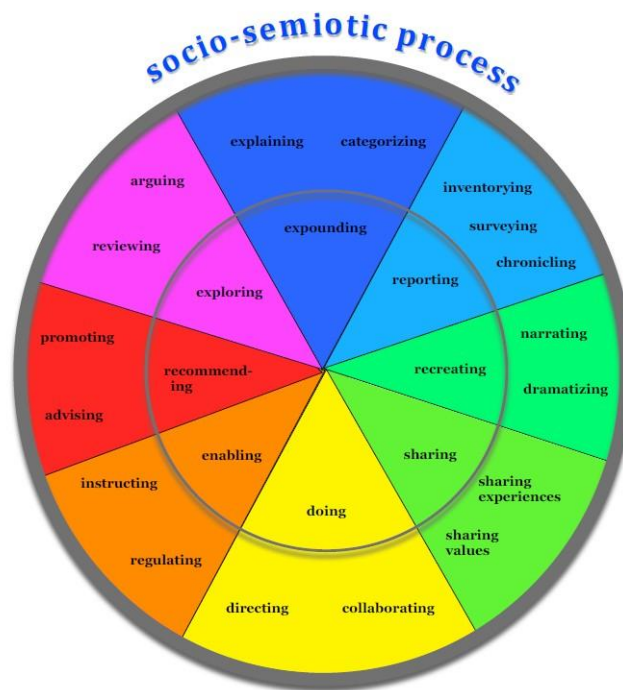 socio-semiotic process
explaining
categorizing
expounding
inventorying
surveying
chronicling
reporting
narrating
dramatizing
recreating
sharing
sharing
experiences
sharing
values
doing
directing
collaborating
enabling
instructing
regulating
recommend-
ing
promoting
advising
exploring
arguing
reviewing